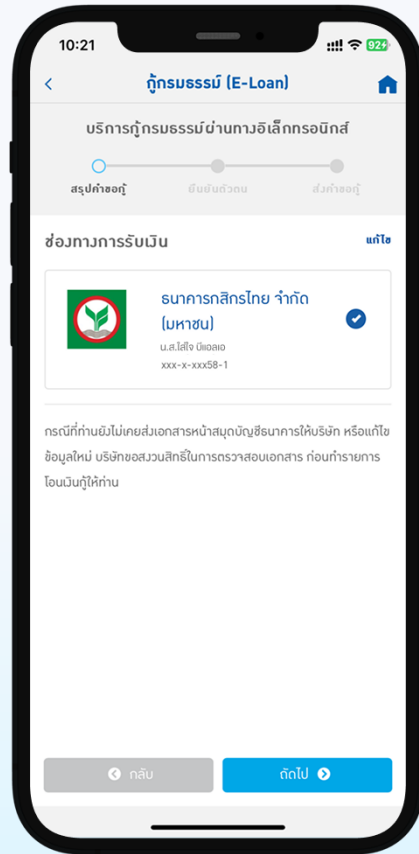 10:21
92
กู้กรมธรรม์ (E-Loan)
บริการกู้กรมธรรม์ผ่านทางอิเล็กทรอนิกส์
สรุปคำขอกู้ ยืนยันตัวตน ส่งคำขอกู้
ช่องทางการรับเงิน แก้ไข
ธนาคารกสิกรไทย จำกัด
(มหาชน)
น.ส.ใส่ใจ บีแอลเอ
xxx-x-xxx58-1
กรณีที่ท่านยังไม่เคยส่งเอกสารหน้าสมุดบัญชีธนาคารให้บริษัท หรือแก้ไข
ข้อมูลใหม่ บริษัทขอสงวนสิทธิ์ในการตรวจสอบเอกสาร ก่อนทำรายการ
โอนเงินกู้ให้ท่าน
กลับ ถัดไป